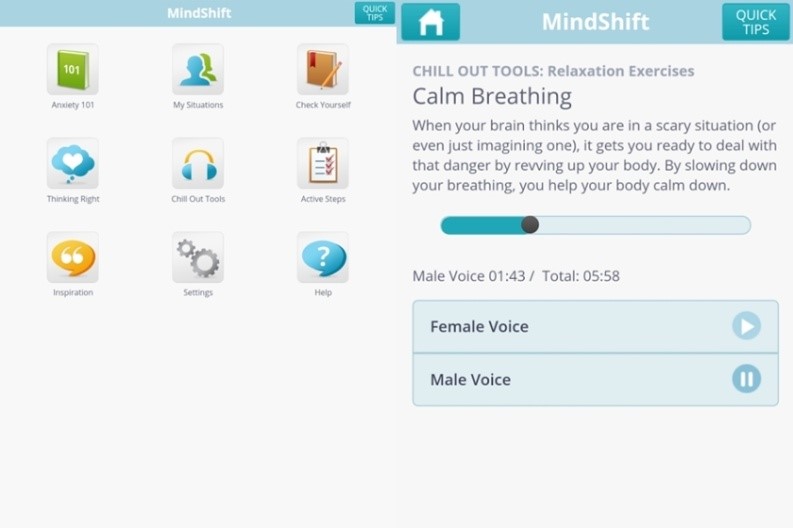 MindShift
QUICK
TIPS
101
Anxiety 101
My Situations
Check Yourself
Thinking Right
Chill Out Tools
Active Steps
Inspiration
Settings
?
Help
MindShift
QUICK
TIPS
CHILL OUT TOOLS: Relaxation Exercises
Calm Breathing
When your brain thinks you are in a scary situation (or
even just imagining one), it gets you ready to deal with
that danger by revving up your body. By slowing down
your breathing, you help your body calm down.
Male Voice 01:43 / Total: 05:58
Female Voice
Male Voice